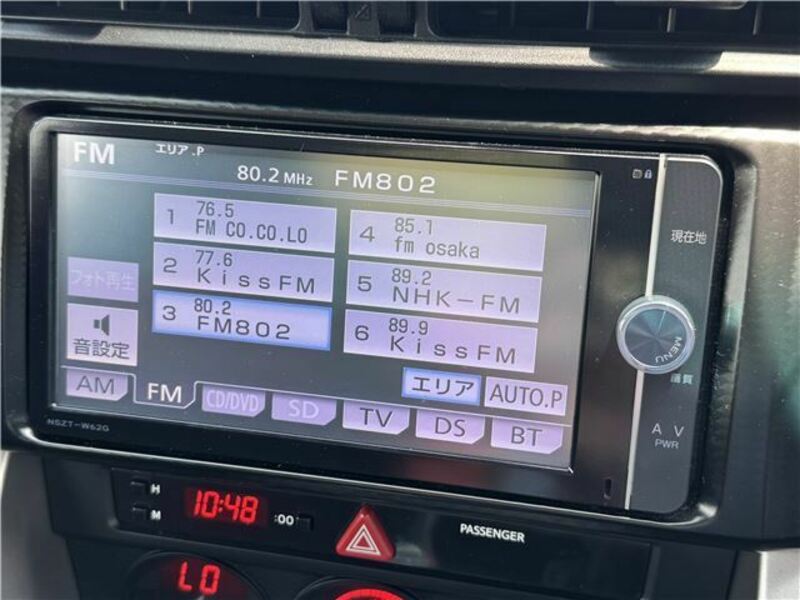 FM エリア.P
80.2 MHz FM802
1 76.5
FM CO.CO.LO
2 77.6
KissFM
3 80.2
FM802
4 85.1
fm osaka
5 89.2
NHK-FM
6 89.9
KissFM
フォト再生
音設定
エリア AUTO.P
AM FM CD/DVD SD TV DS BT
NSZT-W62G
現在地
MENU
画質
∧ V
PWR
H
M
10:48 :00
PASSENGER
LO